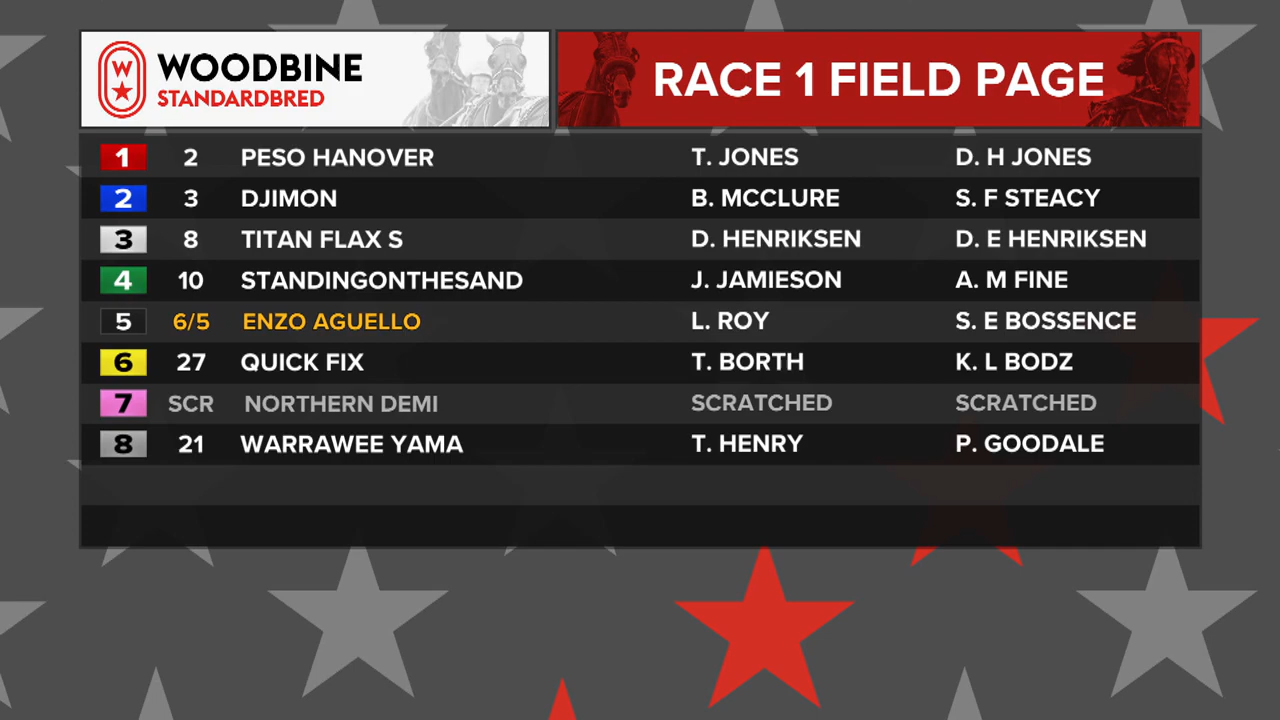 W
WOODBINE
STANDARDBRED
RACE 1 FIELD PAGE
1 2 PESO HANOVER T. JONES D. H JONES
2 3 DJIMON B. MCCLURE S. F STEACY
3 8 TITAN FLAX S D. HENRIKSEN D. E HENRIKSEN
4 10 STANDINGONTHESAND J. JAMIESON A. M FINE
5 6/5 ENZO AGUELLO L. ROY S. E BOSSENCE
6 27 QUICK FIX T. BORTH K. L BODZ
7 SCR NORTHERN DEMI SCRATCHED SCRATCHED
8 21 WARRAWEE YAMA T. HENRY P. GOODALE